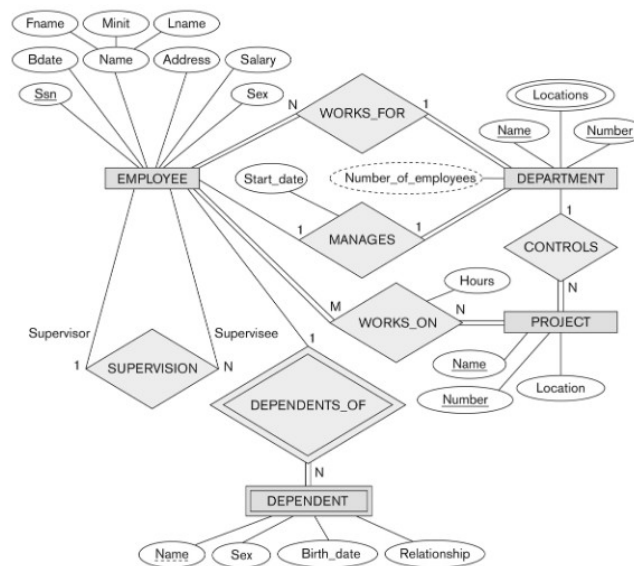 Fname Minit Lname
Bdate Name Address Salary
Ssn Sex
N WORKS_FOR 1
Locations
Name Number
EMPLOYEE Start_date Number_of_employees DEPARTMENT
1 MANAGES 1
1
CONTROLS
N
Hours
M WORKS_ON N PROJECT
Supervisor Supervisee
1 SUPERVISION N
1
Name
Number Location
DEPENDENTS_OF
N
DEPENDENT
Name Sex Birth_date Relationship